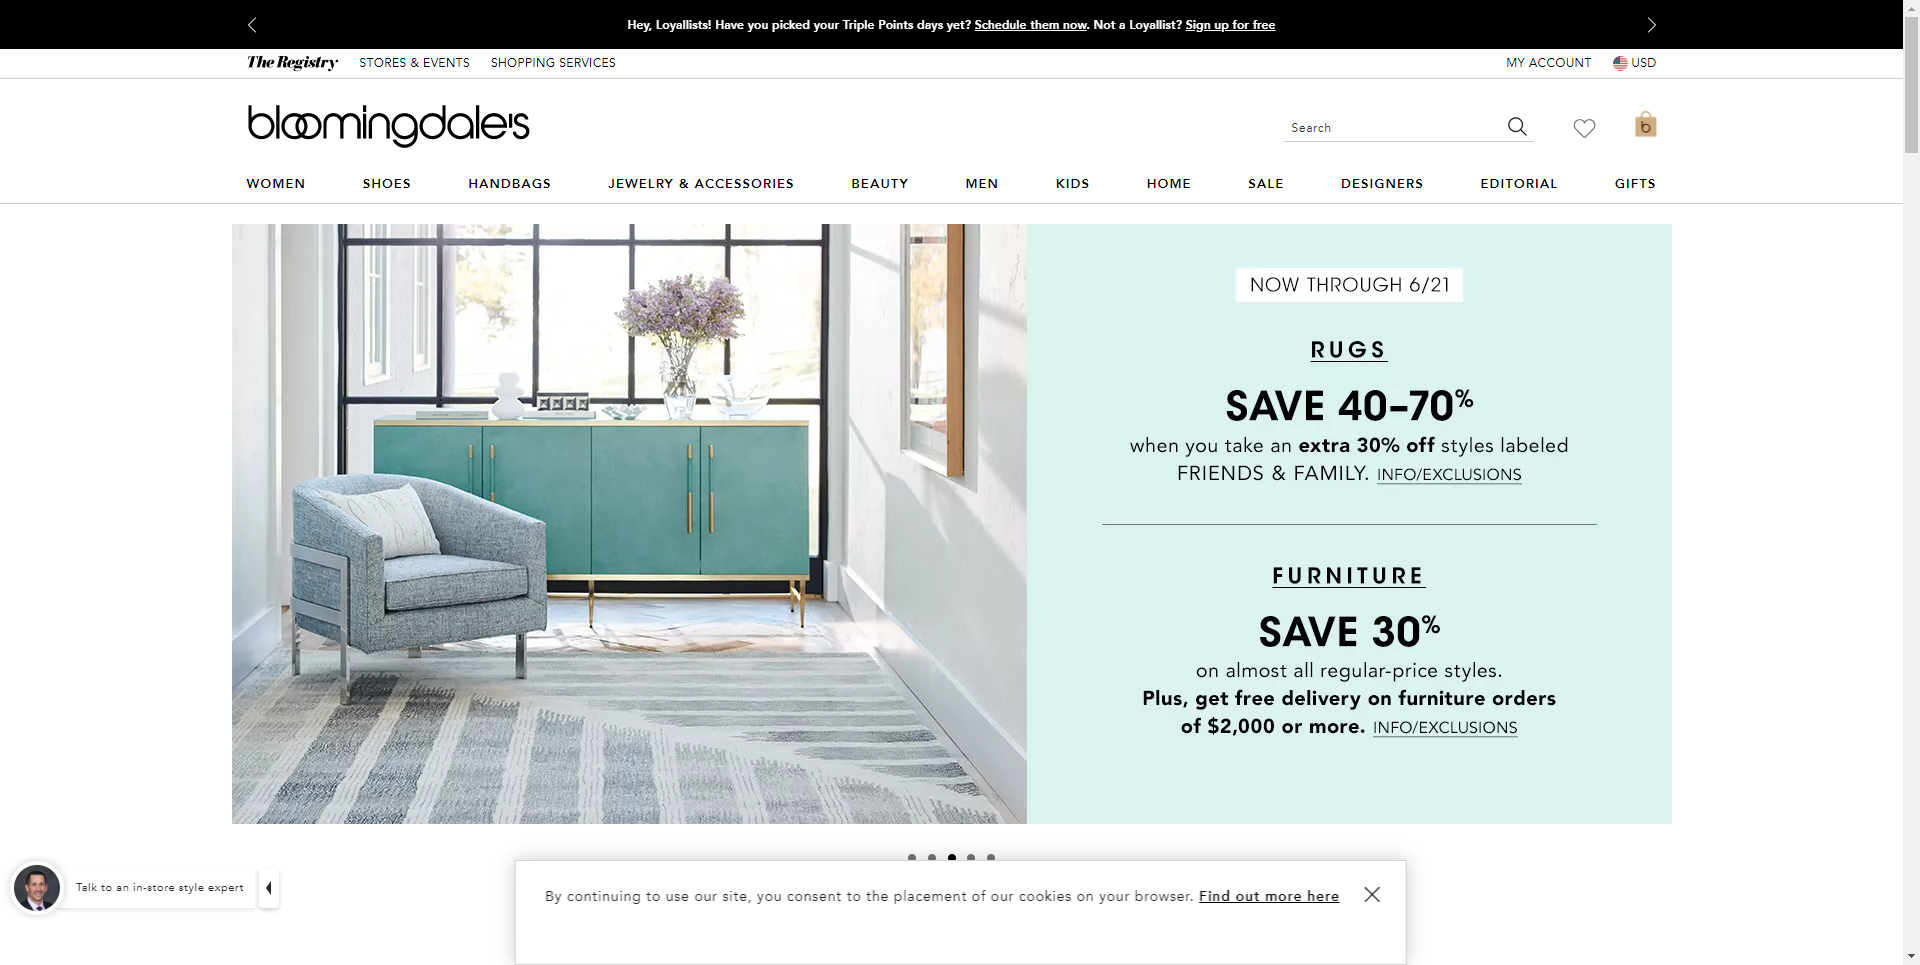 Hey, Loyallists! Have you picked your Triple Points days yet? Schedule them now. Not a Loyallist? Sign up for free
The Registry STORES & EVENTS SHOPPING SERVICES MY ACCOUNT USD
bloomingdale's
Search
b
WOMEN SHOES HANDBAGS JEWELRY & ACCESSORIES BEAUTY MEN KIDS HOME SALE DESIGNERS EDITORIAL GIFTS
NOW THROUGH 6/21
RUGS
SAVE 40–70%
when you take an extra 30% off styles labeled
FRIENDS & FAMILY. INFO/EXCLUSIONS
FURNITURE
SAVE 30%
on almost all regular-price styles.
Plus, get free delivery on furniture orders
of $2,000 or more. INFO/EXCLUSIONS
Talk to an in-store style expert
By continuing to use our site, you consent to the placement of our cookies on your browser. Find out more here